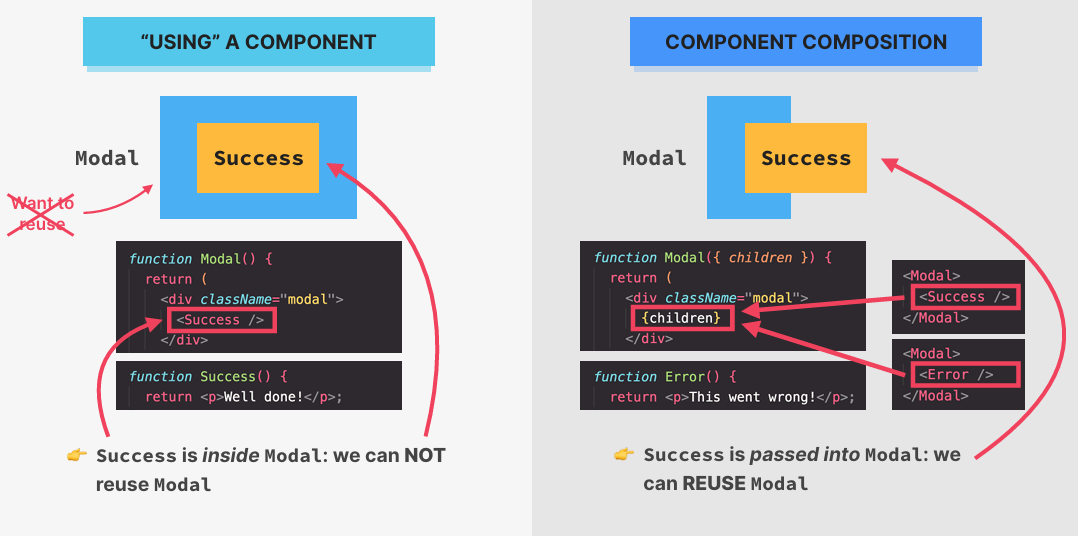 “USING” A COMPONENT
Modal
Success
Want to
reuse
function Modal() {
return (
<div className="modal">
<Success />
</div>
function Success() {
return <p>Well done!</p>;
👉 Success is inside Modal: we can NOT
reuse Modal
COMPONENT COMPOSITION
Modal
Success
function Modal({ children }) {
return (
<div className="modal">
{children}
</div>
function Error() {
return <p>This went wrong!</p>;
<Modal>
<Success />
</Modal>
<Modal>
<Error />
</Modal>
👉 Success is passed into Modal: we
can REUSE Modal